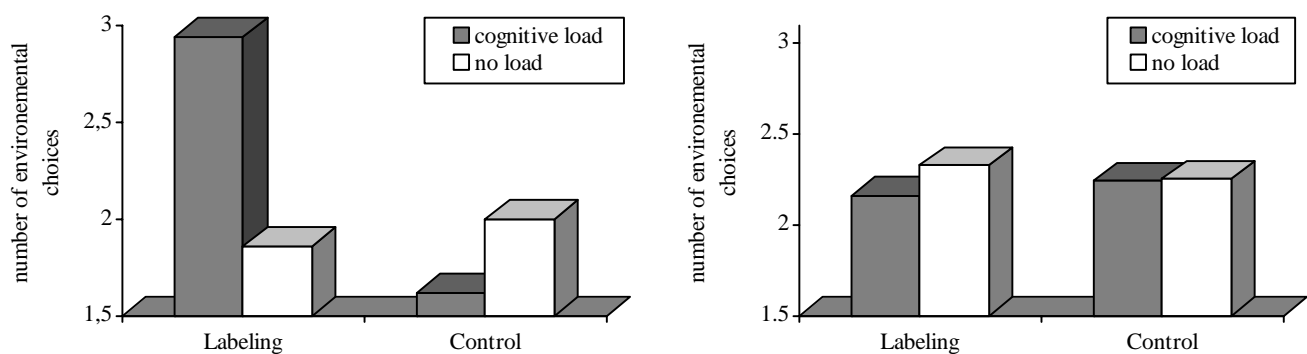 3
2,5
2
1,5
number of environemental
choices
cognitive load
no load
Labeling
Control
3
2.5
2
1.5
number of environemental
choices
cognitive load
no load
Labeling
Control